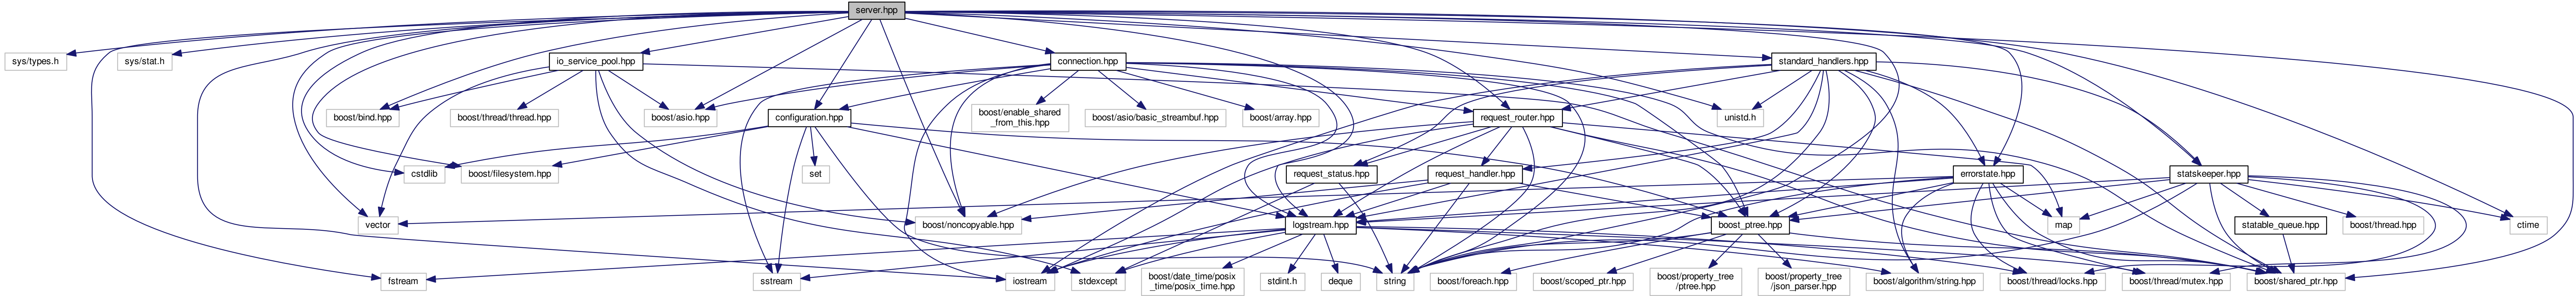 server.hpp
sys/types.h
sys/stat.h
io_service_pool.hpp
connection.hpp
standard_handlers.hpp
boost/bind.hpp
boost/thread/thread.hpp
boost/asio.hpp
configuration.hpp
boost/enable_shared
_from_this.hpp
boost/asio/basic_streambuf.hpp
boost/array.hpp
request_router.hpp
unistd.h
cstdlib
boost/filesystem.hpp
set
request_status.hpp
request_handler.hpp
errorstate.hpp
statskeeper.hpp
vector
boost/noncopyable.hpp
logstream.hpp
boost_ptree.hpp
map
statable_queue.hpp
boost/thread.hpp
ctime
fstream
sstream
iostream
stdexcept
boost/date_time/posix
_time/posix_time.hpp
stdint.h
deque
string
boost/foreach.hpp
boost/scoped_ptr.hpp
boost/property_tree
/ptree.hpp
boost/property_tree
/json_parser.hpp
boost/algorithm/string.hpp
boost/thread/locks.hpp
boost/thread/mutex.hpp
boost/shared_ptr.hpp